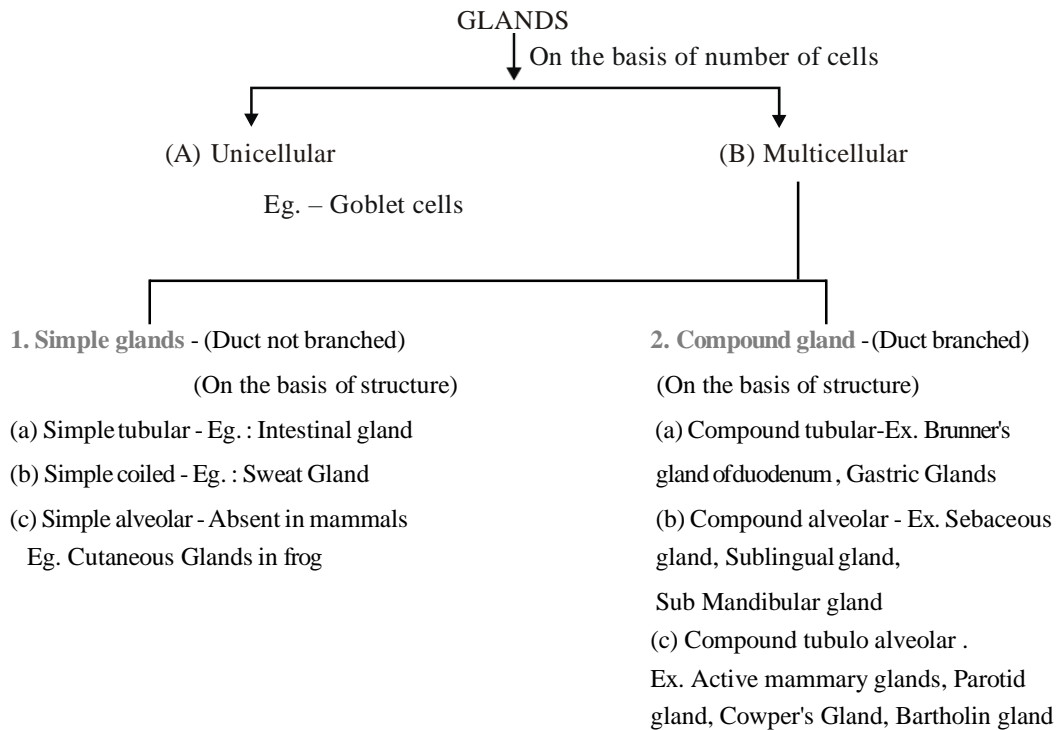 GLANDS
On the basis of number of cells
(A) Unicellular
(B) Multicellular
Eg. – Goblet cells
1. Simple glands - (Duct not branched)
(On the basis of structure)
(a) Simple tubular - Eg. : Intestinal gland
(b) Simple coiled - Eg. : Sweat Gland
(c) Simple alveolar - Absent in mammals
Eg. Cutaneous Glands in frog
2. Compound gland - (Duct branched)
(On the basis of structure)
(a) Compound tubular-Ex. Brunner's
gland of duodenum , Gastric Glands
(b) Compound alveolar - Ex. Sebaceous
gland, Sublingual gland,
Sub Mandibular gland
(c) Compound tubulo alveolar .
Ex. Active mammary glands, Parotid
gland, Cowper's Gland, Bartholin gland